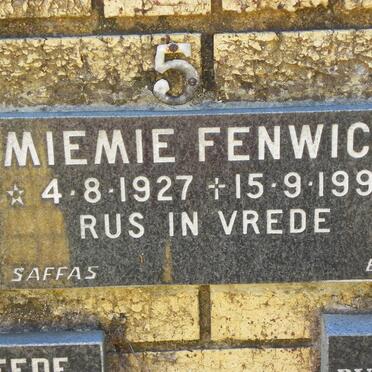 5
MIEMIE FENWIC
☆ 4·8·1927 ✝15·9·199
RUS IN VREDE
SAFFAS